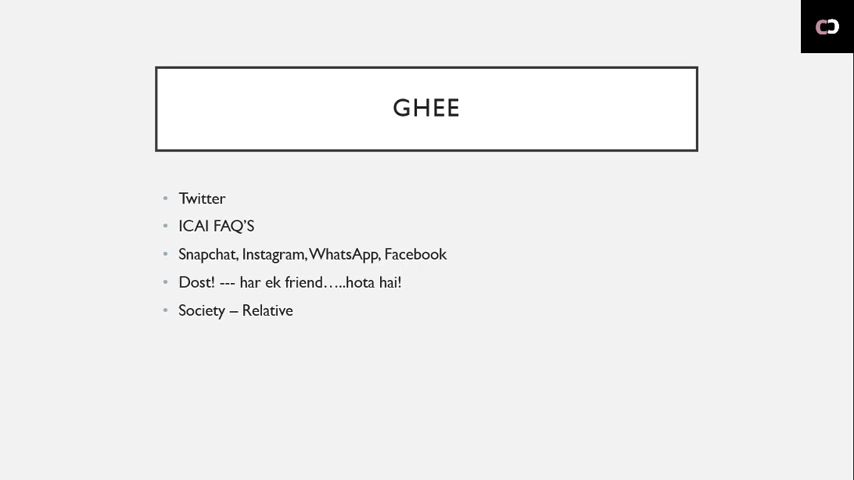 GHEE
Twitter
ICAI FAQ'S
Snapchat, Instagram, WhatsApp, Facebook
Dost! --- har ek friend…..hota hai!
Society – Relative